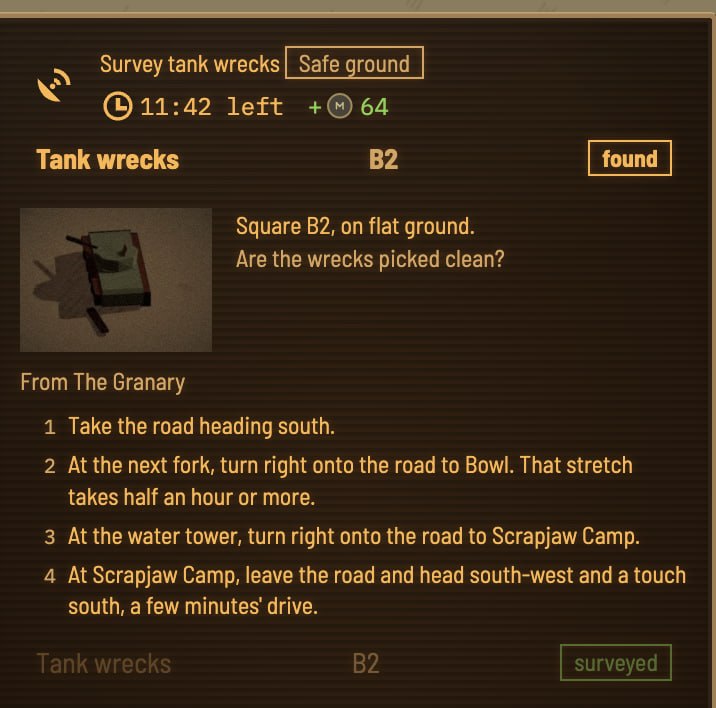 Survey tank wrecks Safe ground
11:42 left + M 64
Tank wrecks B2 found
Square B2, on flat ground.
Are the wrecks picked clean?
From The Granary
1 Take the road heading south.
2 At the next fork, turn right onto the road to Bowl. That stretch
takes half an hour or more.
3 At the water tower, turn right onto the road to Scrapjaw Camp.
4 At Scrapjaw Camp, leave the road and head south-west and a touch
south, a few minutes' drive.
Tank wrecks B2 surveyed